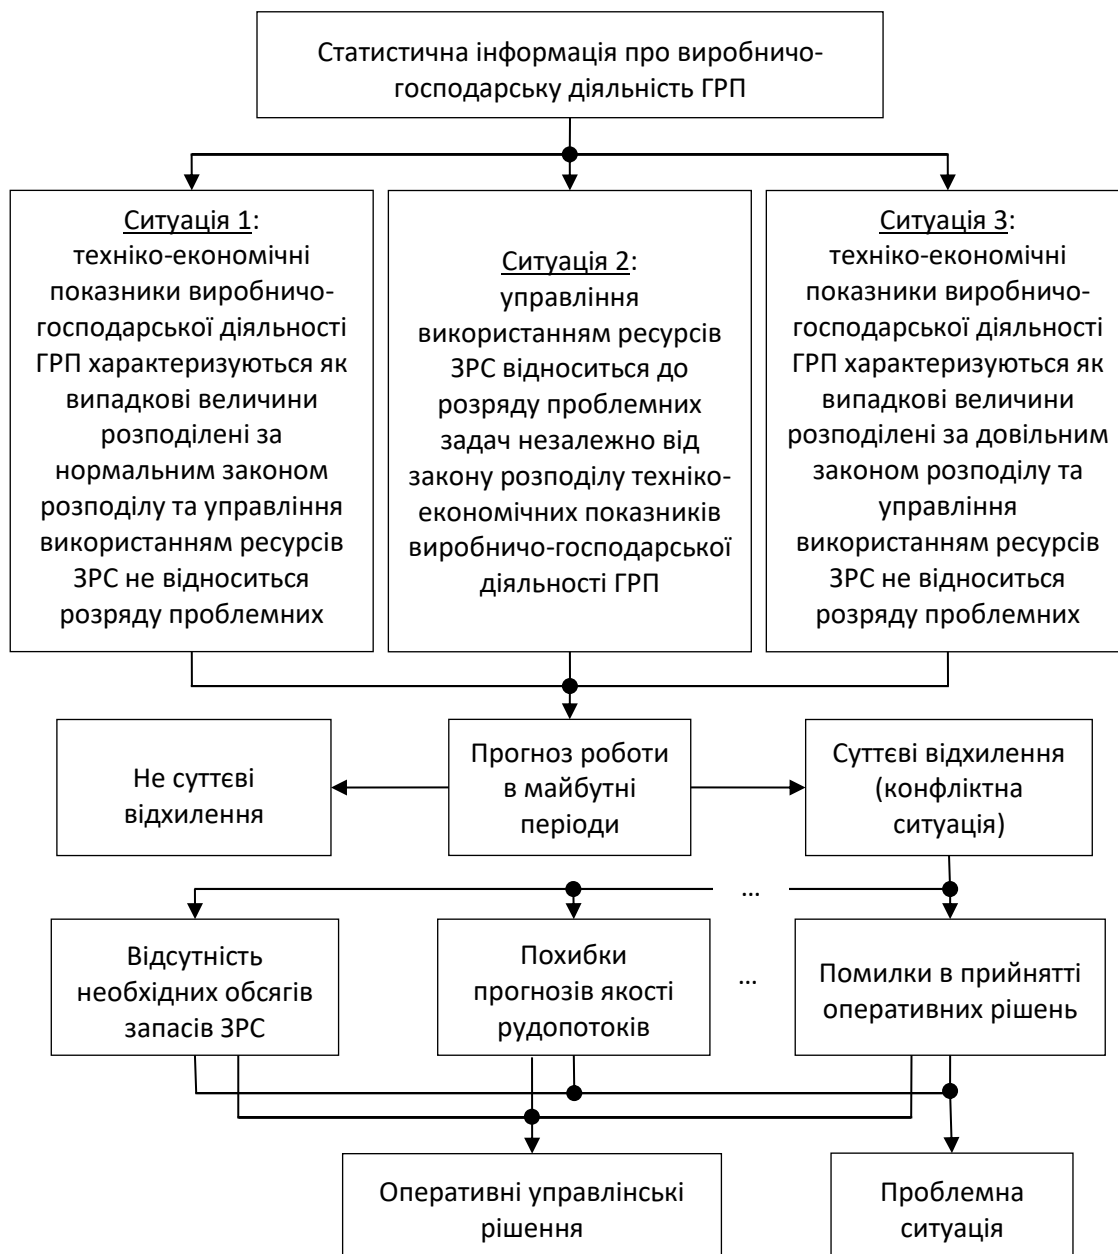 Статистична інформація про виробничо-
господарську діяльність ГРП
Ситуація 1:
техніко-економічні
показники виробничо-
господарської діяльності
ГРП характеризуються як
випадкові величини
розподілені за
нормальним законом
розподілу та управління
використанням ресурсів
ЗРС не відноситься
розряду проблемних
Ситуація 2:
управління
використанням ресурсів
ЗРС відноситься до
розряду проблемних
задач незалежно від
закону розподілу техніко-
економічних показників
виробничо-господарської
діяльності ГРП
Ситуація 3:
техніко-економічні
показники виробничо-
господарської діяльності
ГРП характеризуються як
випадкові величини
розподілені за довільним
законом розподілу та
управління
використанням ресурсів
ЗРС не відноситься
розряду проблемних
Не суттєві
відхилення
Прогноз роботи
в майбутні
періоди
Суттєві відхилення
(конфліктна
ситуація)
...
Відсутність
необхідних обсягів
запасів ЗРС
Похибки
прогнозів якості
рудопотоків
...
Помилки в прийнятті
оперативних рішень
Оперативні управлінські
рішення
Проблемна
ситуація